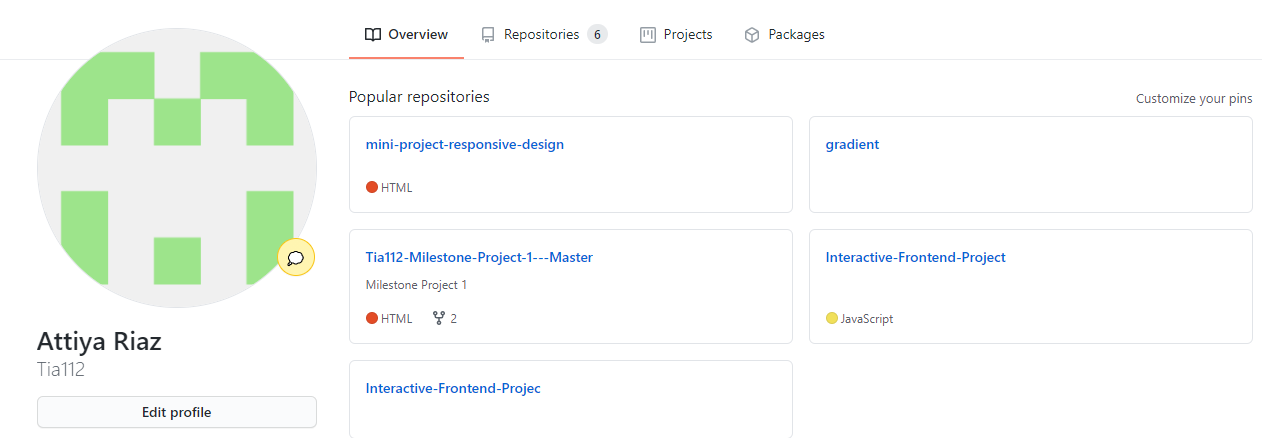 Overview Repositories 6 Projects Packages
Popular repositories Customize your pins
mini-project-responsive-design
HTML
gradient
Tia112-Milestone-Project-1---Master
Milestone Project 1
HTML 2
Interactive-Frontend-Project
JavaScript
Interactive-Frontend-Projec
Attiya Riaz
Tia112
Edit profile